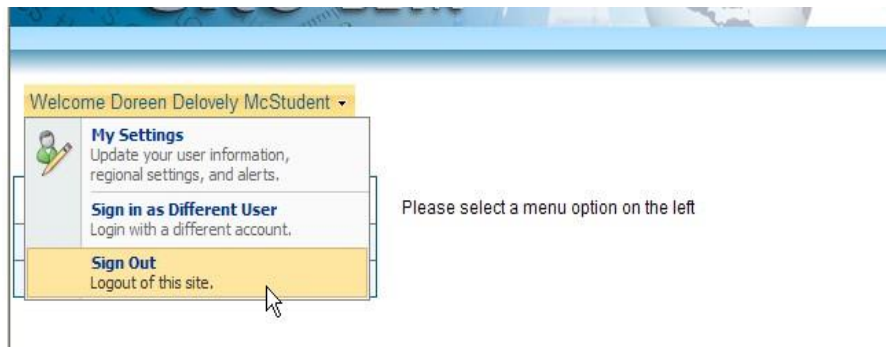 Welcome Doreen Delovely McStudent
My Settings
Update your user information,
regional settings, and alerts.
Sign in as Different User
Login with a different account.
Sign Out
Logout of this site.
Please select a menu option on the left